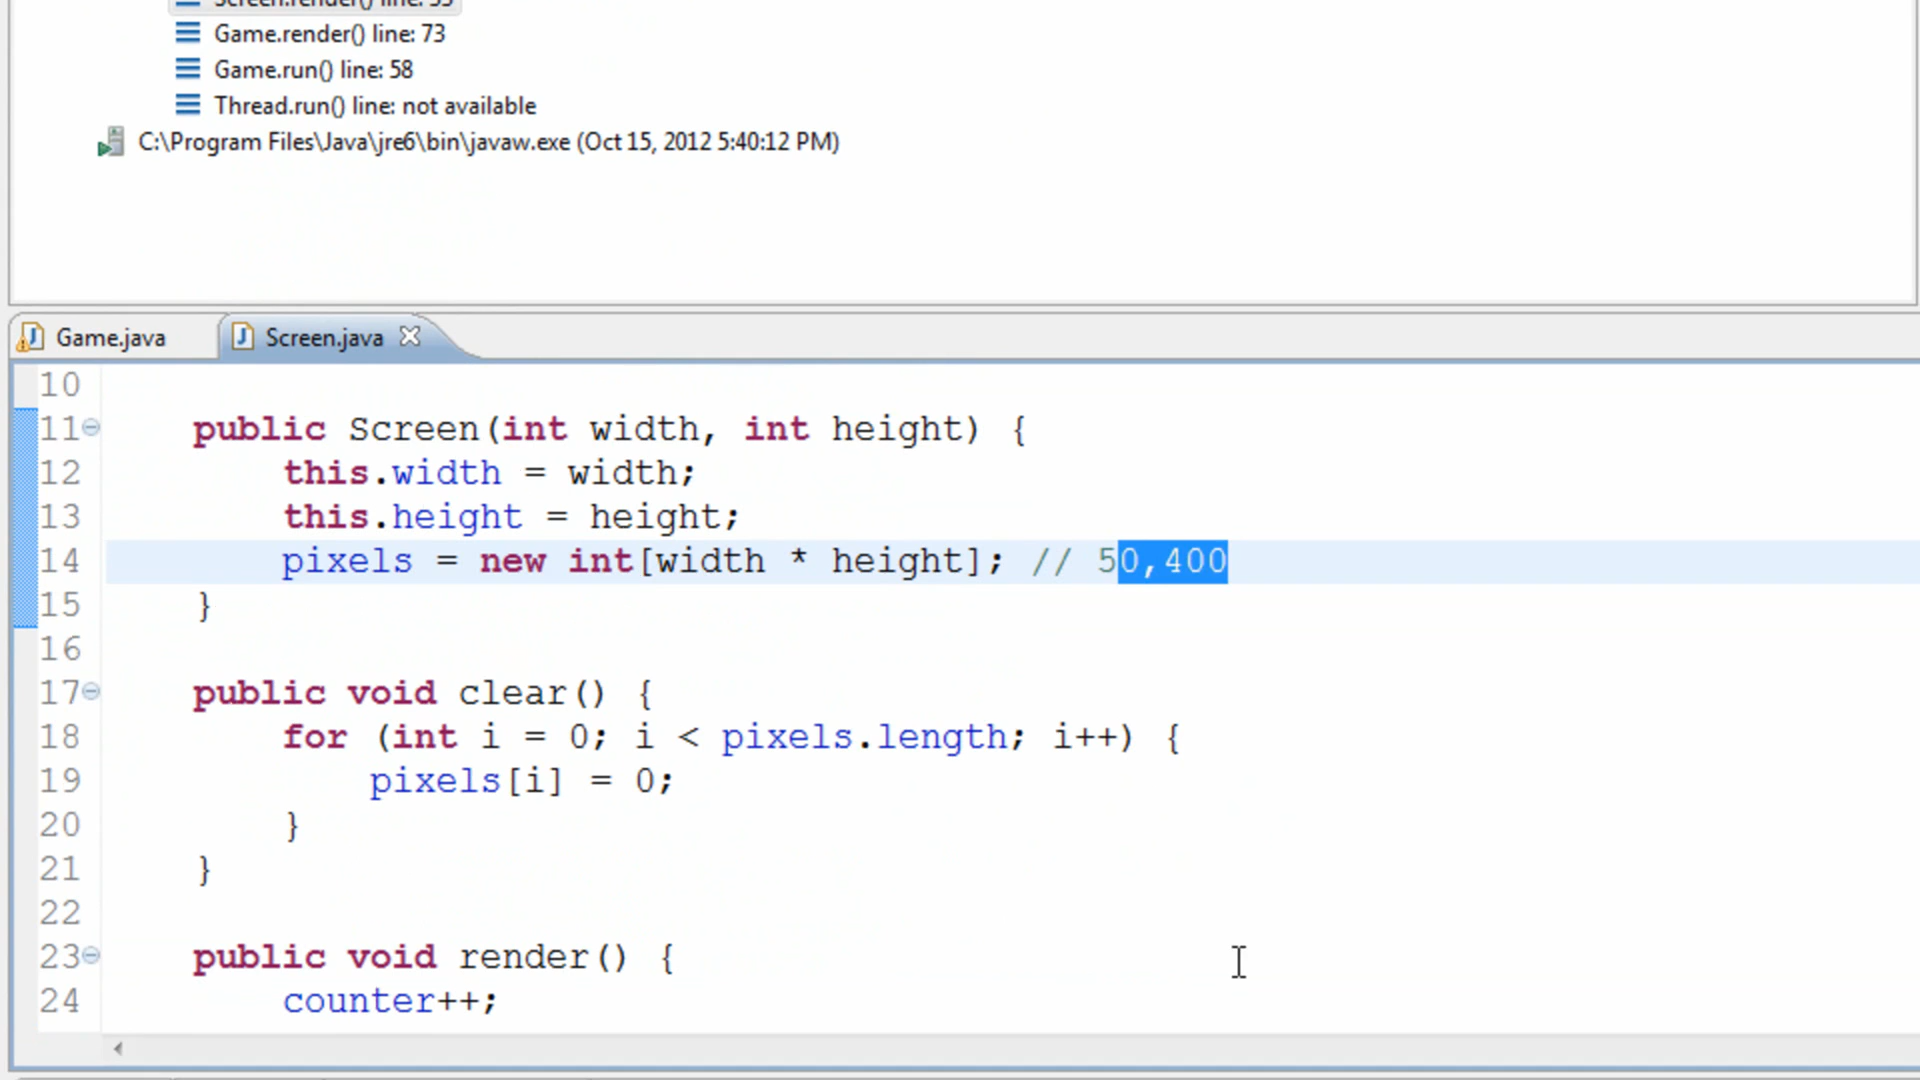 Screen.render() line: 33
Game.render() line: 73
Game.run() line: 58
Thread.run() line: not available
C:\Program Files\Java\jre6\bin\javaw.exe (Oct 15, 2012 5:40:12 PM)
Game.java
Screen.java
10
11 public Screen(int width, int height) {
12 this.width = width;
13 this.height = height;
14 pixels = new int[width * height]; // 50,400
15 }
16
17 public void clear() {
18 for (int i = 0; i < pixels.length; i++) {
19 pixels[i] = 0;
20 }
21 }
22
23 public void render() {
24 counter++;